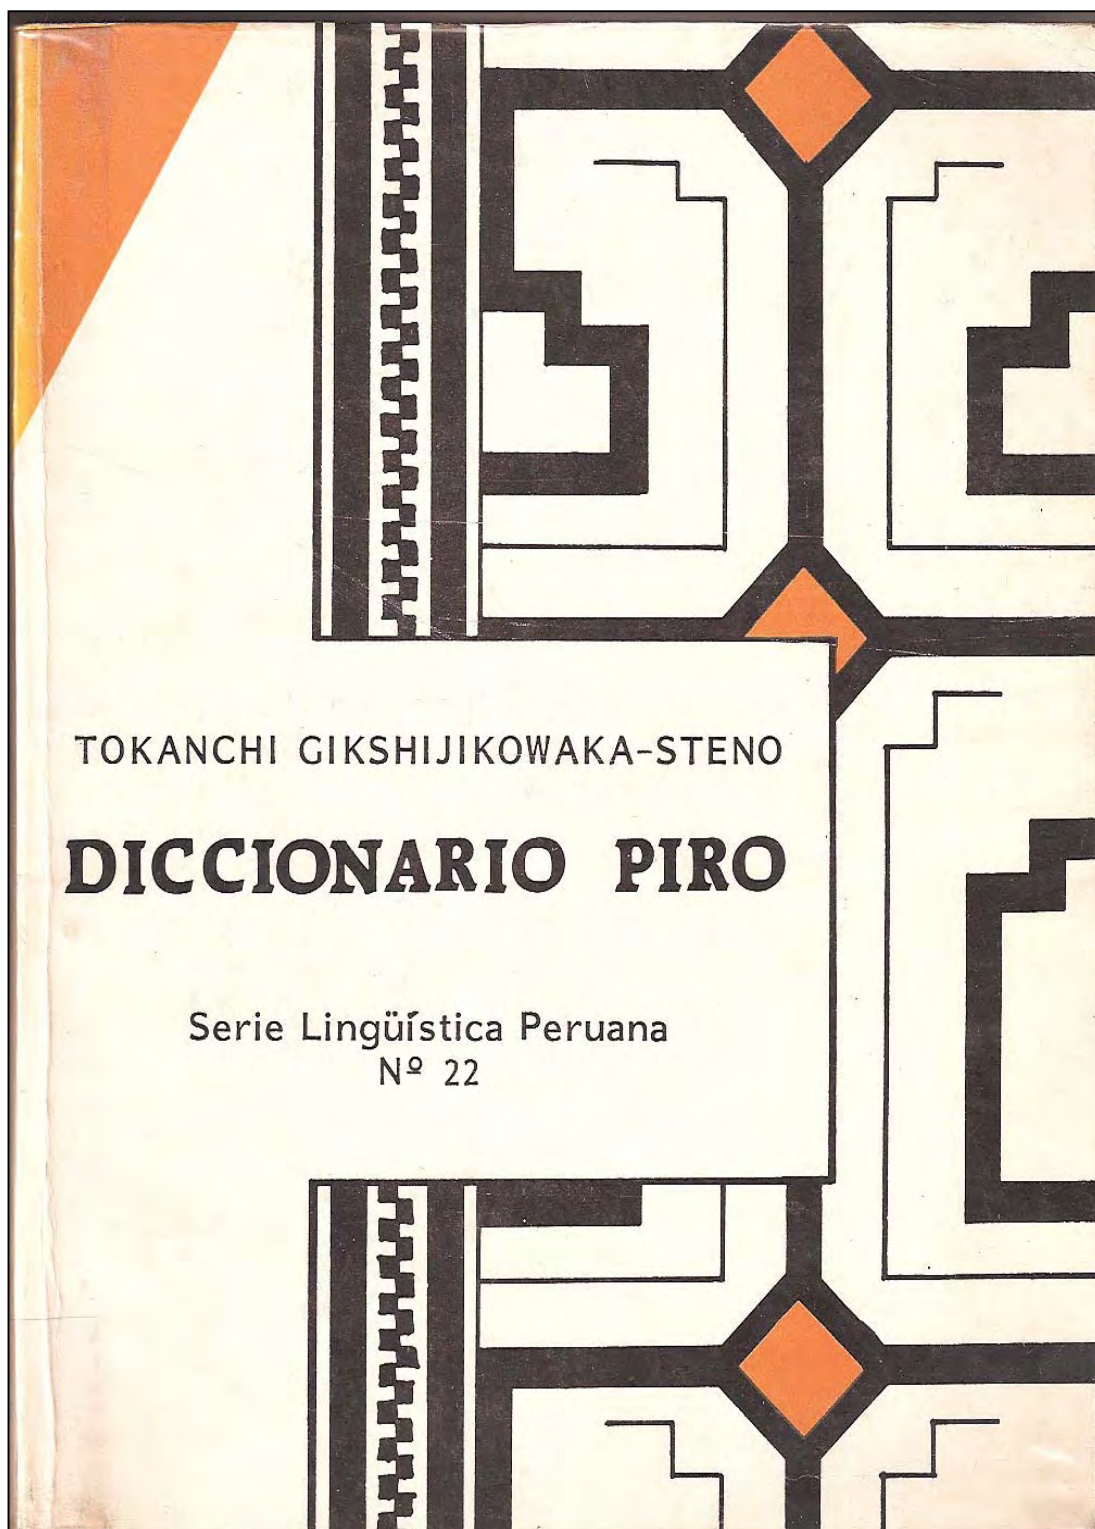 TOKANCHI GIKSHIJIKOWAKA-STENO
DICCIONARIO PIRO
Serie Lingüística Peruana
Nº 22